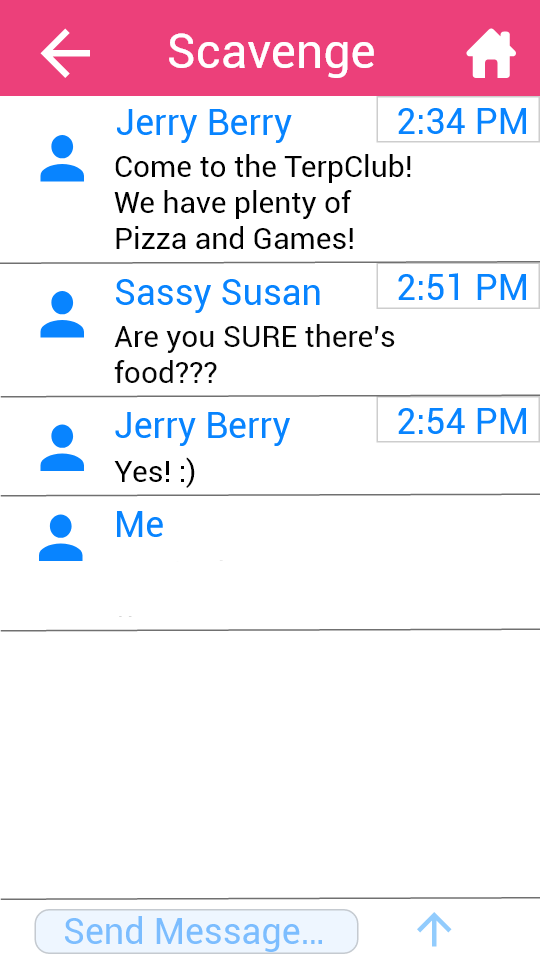 Scavenge
Jerry Berry 2:34 PM
Come to the TerpClub!
We have plenty of
Pizza and Games!
Sassy Susan 2:51 PM
Are you SURE there's
food???
Jerry Berry 2:54 PM
Yes! :)
Me
Send Message...